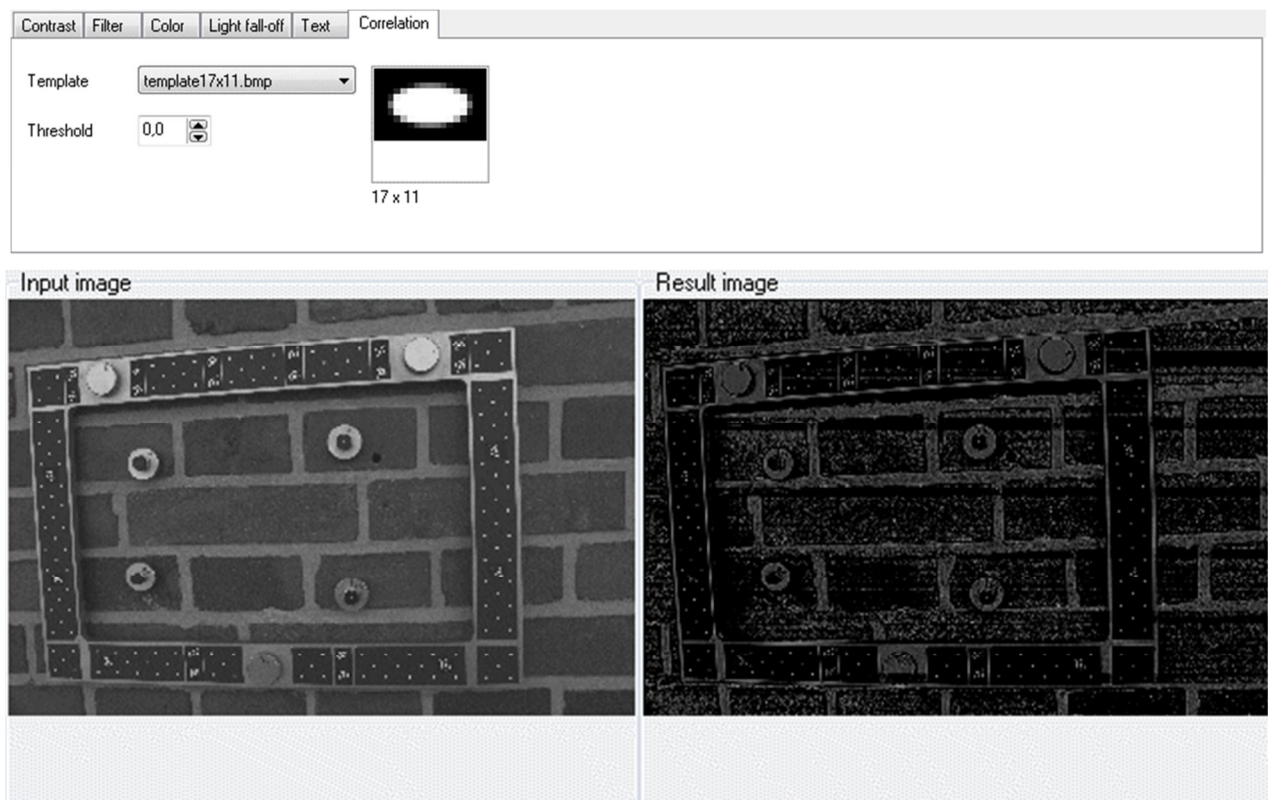 Contrast Filter Color Light fall-off Text Correlation
Template template17x11.bmp
Threshold 0,0
17 x 11
Input image Result image